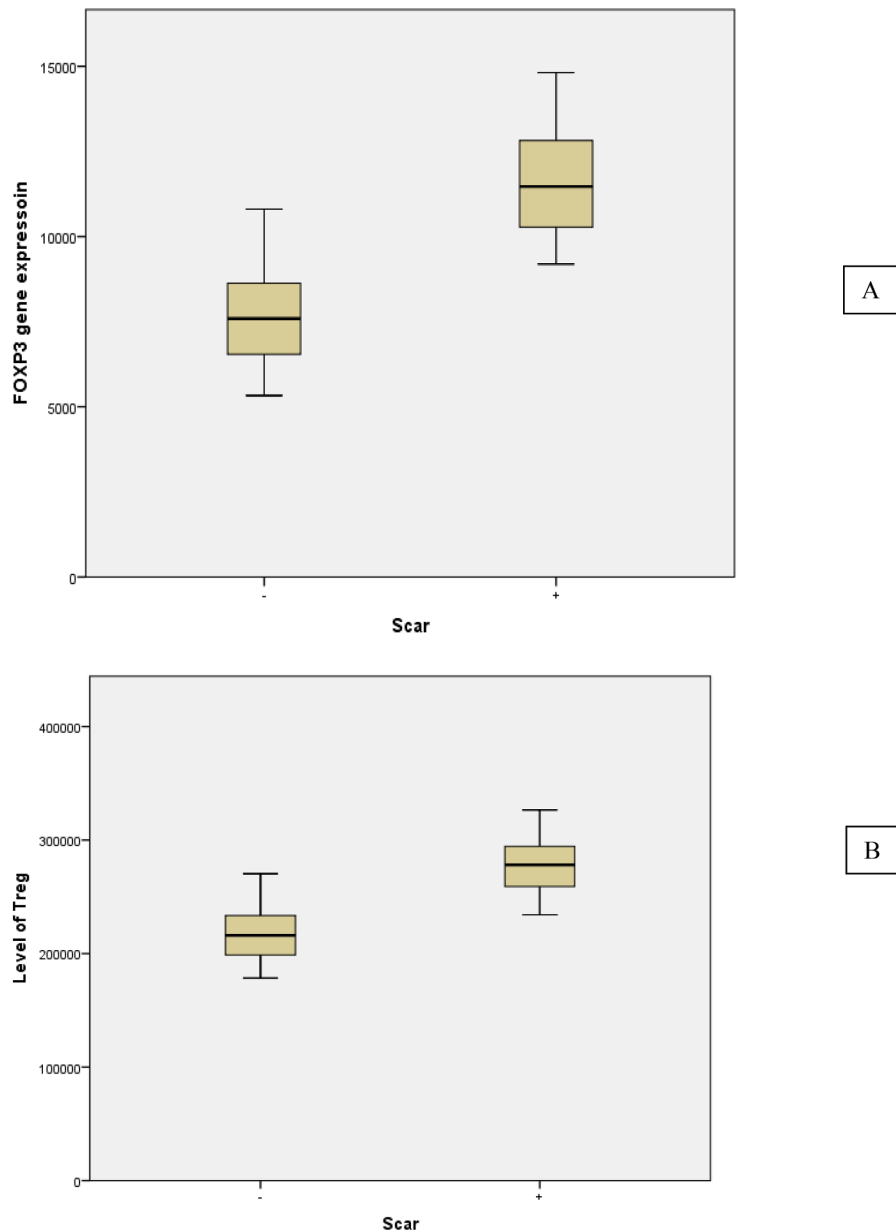 15000
10000
5000
0
FOXP3 gene expressoin
-
+
Scar
A
400000
300000
200000
100000
0
Level of Treg
-
+
Scar
B